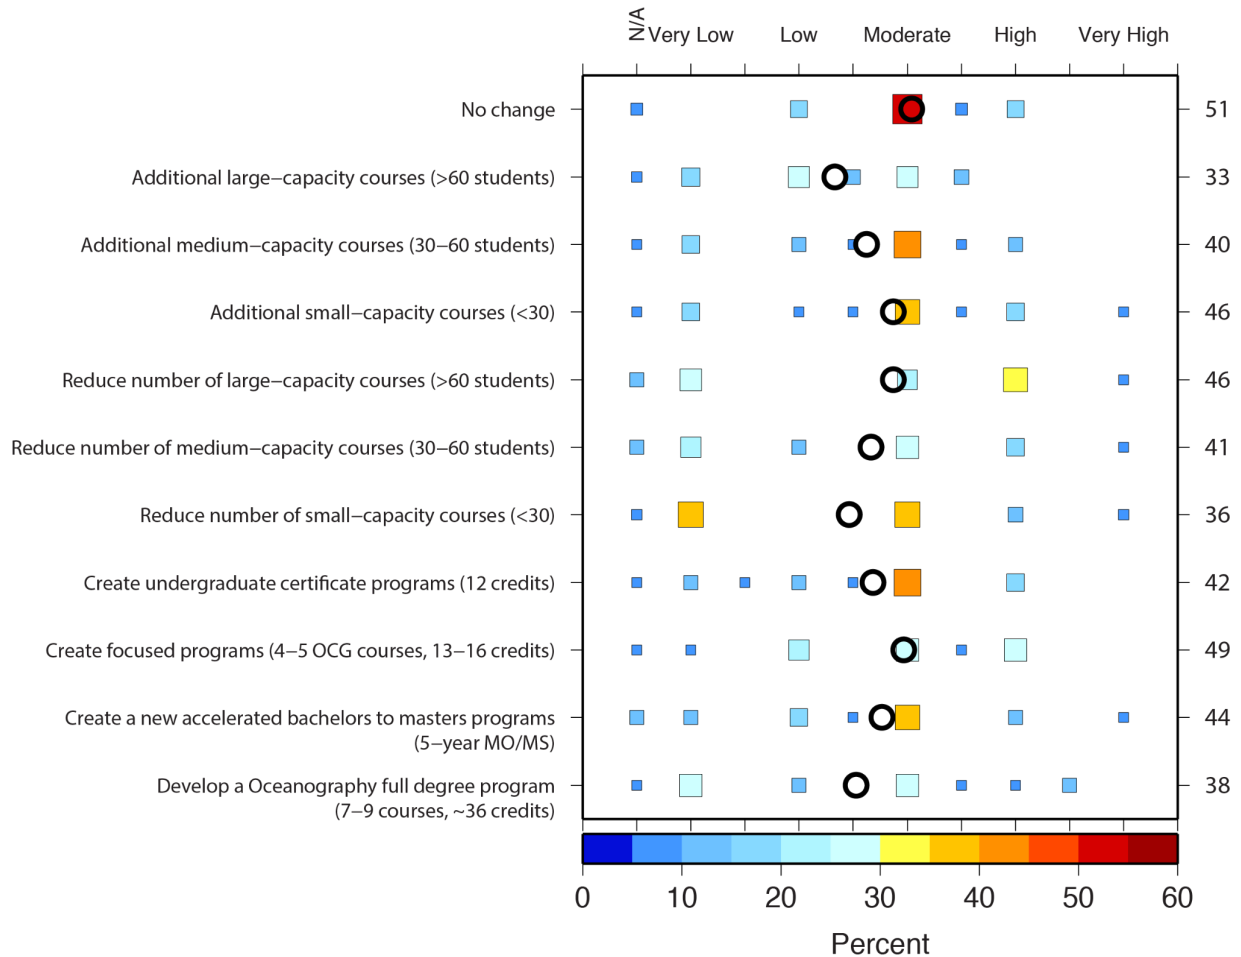 N/A Very Low Low Moderate High Very High
No change 51
Additional large−capacity courses (>60 students) 33
Additional medium−capacity courses (30−60 students) 40
Additional small−capacity courses (<30) 46
Reduce number of large−capacity courses (>60 students) 46
Reduce number of medium−capacity courses (30−60 students) 41
Reduce number of small−capacity courses (<30) 36
Create undergraduate certificate programs (12 credits) 42
Create focused programs (4−5 OCG courses, 13−16 credits) 49
Create a new accelerated bachelors to masters programs 44
(5−year MO/MS)
Develop a Oceanography full degree program 38
(7−9 courses, ~36 credits)
0 10 20 30 40 50 60
Percent